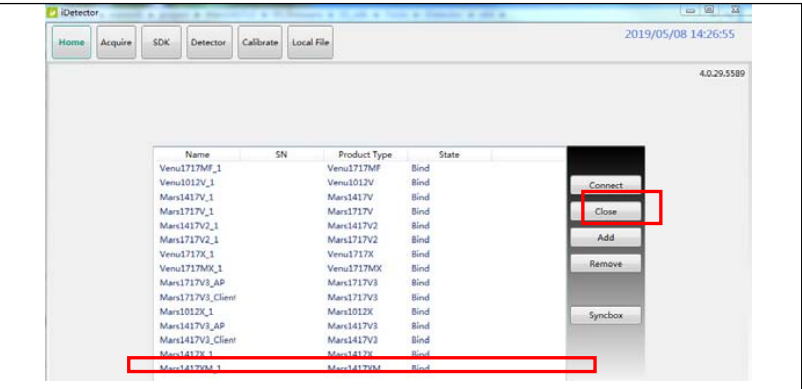 iDetector
Home Acquire SDK Detector Calibrate Local File 2019/05/08 14:26:55
4.0.29.5589
Name SN Product Type State
Venu1717MF_1 Venu1717MF Bind
Venu1012V_1 Venu1012V Bind
Mars1417V_1 Mars1417V Bind
Mars1717V_1 Mars1717V Bind
Mars1417V2_1 Mars1417V2 Bind
Mars1717V2_1 Mars1717V2 Bind
Venu1717X_1 Venu1717X Bind
Venu1717MX_1 Venu1717MX Bind
Mars1717V3_AP Mars1717V3 Bind
Mars1717V3_Client Mars1717V3 Bind
Mars1012X_1 Mars1012X Bind
Mars1417V3_AP Mars1417V3 Bind
Mars1417V3_Client Mars1417V3 Bind
Mars1417X_1 Mars1417X Bind
Mars1417XM_1 Mars1417XM Bind
Connect
Close
Add
Remove
Syncbox